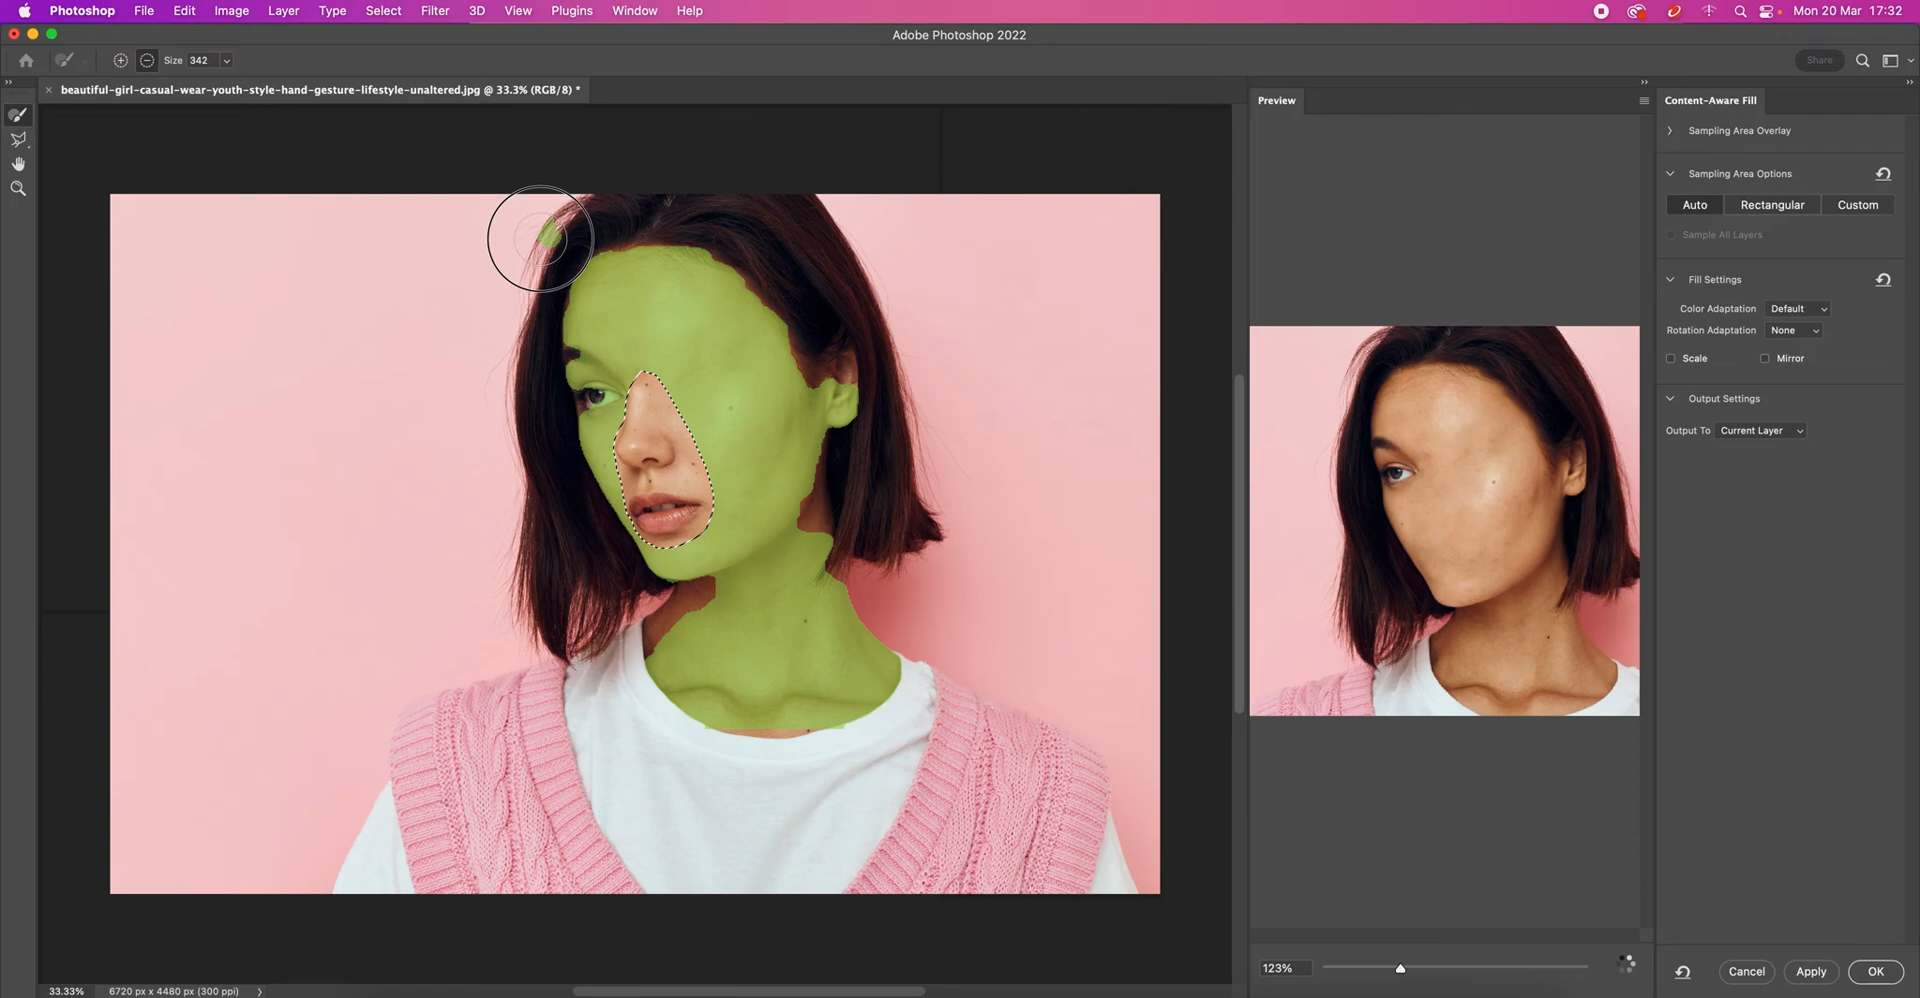 Photoshop File Edit Image Layer Type Select Filter 3D View Plugins Window Help Mon 20 Mar 17:32
Adobe Photoshop 2022
Size 342 Share
beautiful-girl-casual-wear-youth-style-hand-gesture-lifestyle-unaltered.jpg @ 33.3% (RGB/8) *
Preview
Content-Aware Fill
Sampling Area Overlay
Sampling Area Options
Auto Rectangular Custom
Sample All Layers
Fill Settings
Color Adaptation Default
Rotation Adaptation None
Scale Mirror
Output Settings
Output To Current Layer
123%
Cancel Apply OK
33.33% 6720 px x 4480 px (300 ppi)